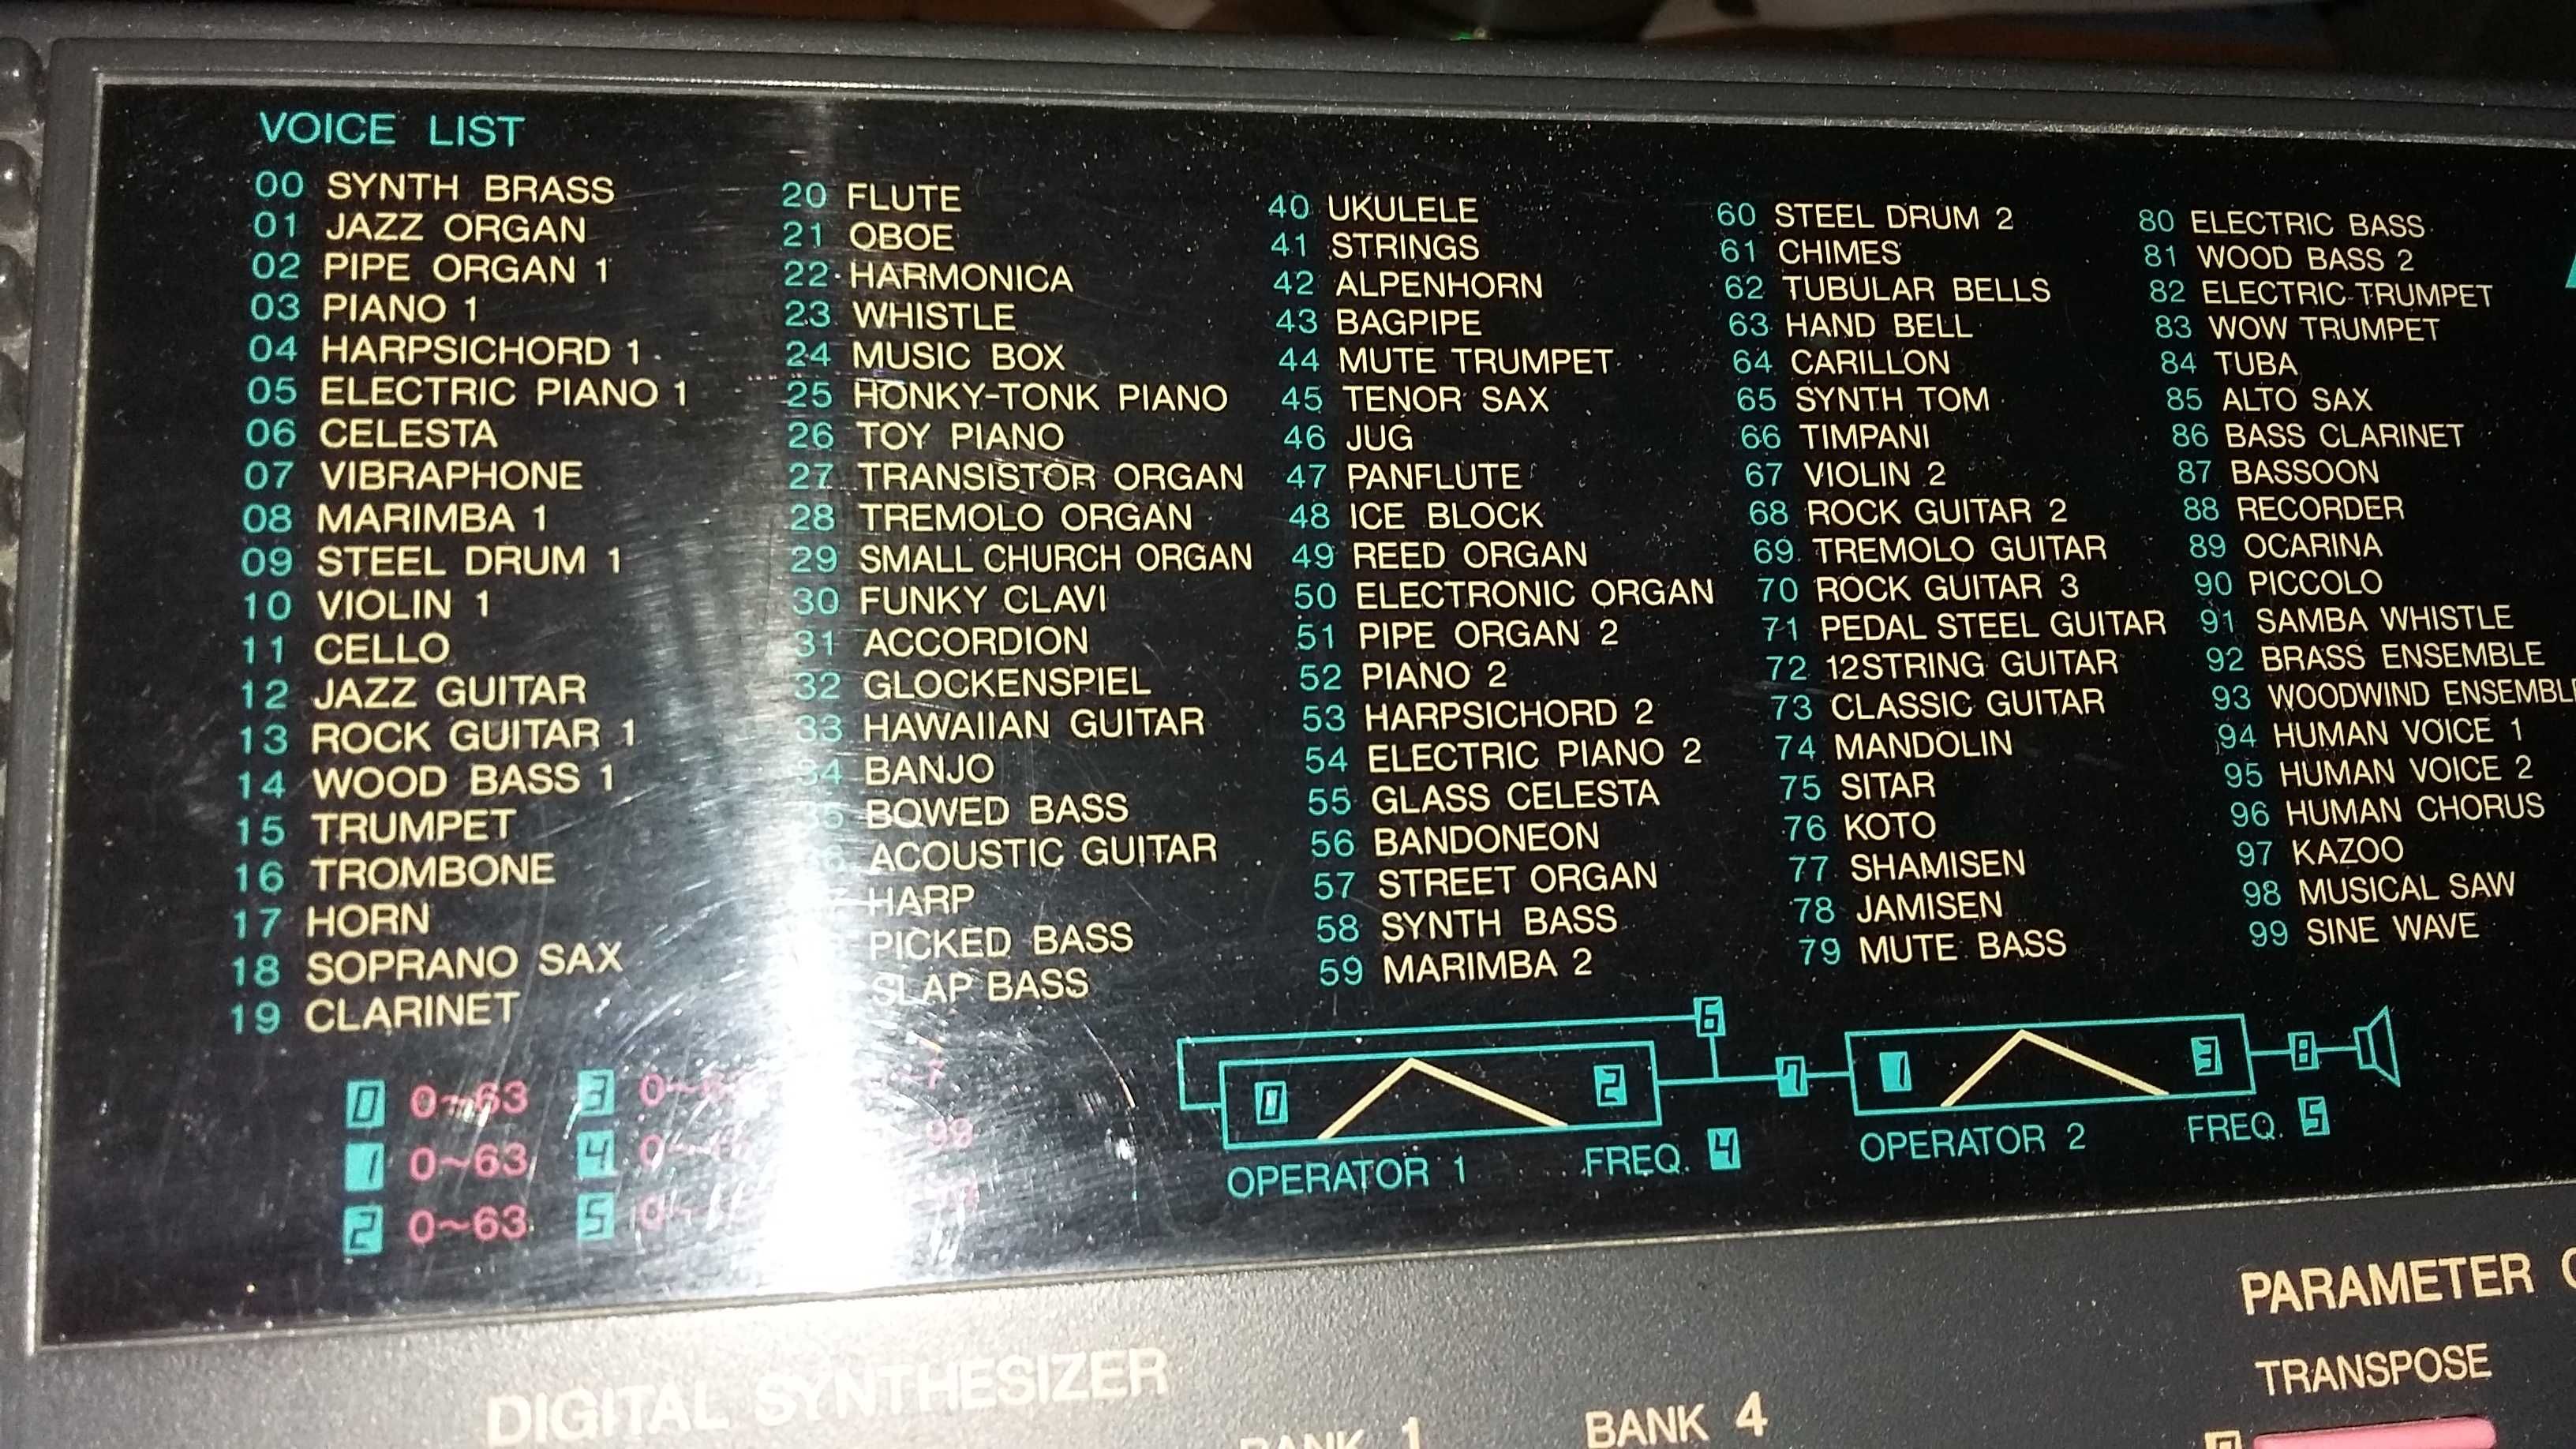 VOICE LIST
00 SYNTH BRASS
01 JAZZ ORGAN
02 PIPE ORGAN 1
03 PIANO 1
04 HARPSICHORD 1
05 ELECTRIC PIANO 1
06 CELESTA
07 VIBRAPHONE
08 MARIMBA 1
09 STEEL DRUM 1
10 VIOLIN 1
11 CELLO
12 JAZZ GUITAR
13 ROCK GUITAR 1
14 WOOD BASS 1
15 TRUMPET
16 TROMBONE
17 HORN
18 SOPRANO SAX
19 CLARINET
20 FLUTE
21 OBOE
22 HARMONICA
23 WHISTLE
24 MUSIC BOX
25 HONKY-TONK PIANO
26 TOY PIANO
27 TRANSISTOR ORGAN
28 TREMOLO ORGAN
29 SMALL CHURCH ORGAN
30 FUNKY CLAVI
31 ACCORDION
32 GLOCKENSPIEL
33 HAWAIIAN GUITAR
34 BANJO
35 BOWED BASS
ACOUSTIC GUITAR
HARP
PICKED BASS
SLAP BASS
40 UKULELE
41 STRINGS
42 ALPENHORN
43 BAGPIPE
44 MUTE TRUMPET
45 TENOR SAX
46 JUG
47 PANFLUTE
48 ICE BLOCK
49 REED ORGAN
50 ELECTRONIC ORGAN
51 PIPE ORGAN 2
52 PIANO 2
53 HARPSICHORD 2
54 ELECTRIC PIANO 2
55 GLASS CELESTA
56 BANDONEON
57 STREET ORGAN
58 SYNTH BASS
59 MARIMBA 2
60 STEEL DRUM 2
61 CHIMES
62 TUBULAR BELLS
63 HAND BELL
64 CARILLON
65 SYNTH TOM
66 TIMPANI
67 VIOLIN 2
68 ROCK GUITAR 2
69 TREMOLO GUITAR
70 ROCK GUITAR 3
71 PEDAL STEEL GUITAR
72 12STRING GUITAR
73 CLASSIC GUITAR
74 MANDOLIN
75 SITAR
76 KOTO
77 SHAMISEN
78 JAMISEN
79 MUTE BASS
80 ELECTRIC BASS
81 WOOD BASS 2
82 ELECTRIC TRUMPET
83 WOW TRUMPET
84 TUBA
85 ALTO SAX
86 BASS CLARINET
87 BASSOON
88 RECORDER
89 OCARINA
90 PICCOLO
91 SAMBA WHISTLE
92 BRASS ENSEMBLE
93 WOODWIND ENSEMBLE
94 HUMAN VOICE 1
95 HUMAN VOICE 2
96 HUMAN CHORUS
97 KAZOO
98 MUSICAL SAW
99 SINE WAVE
0 0~63 3
1 0~63 4
2 0~63 5
6
0 2 7 1 3 8
OPERATOR 1 FREQ. 4 OPERATOR 2 FREQ. 5
PARAMETER
TRANSPOSE
DIGITAL SYNTHESIZER
BANK 1 BANK 4